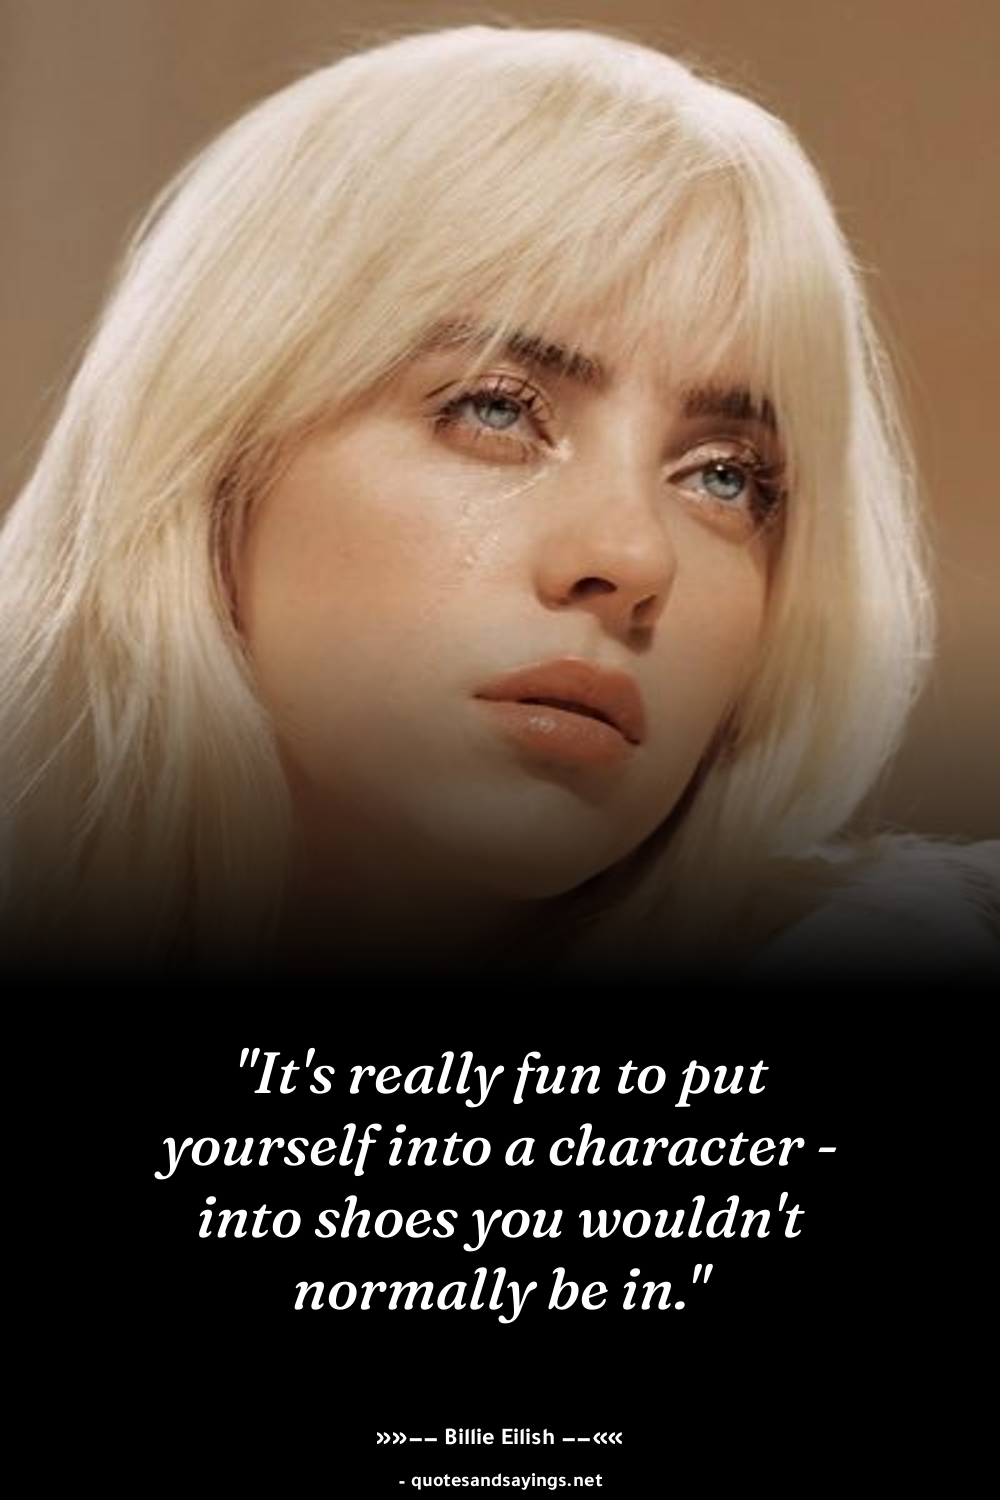 "It's really fun to put
yourself into a character -
into shoes you wouldn't
normally be in."
»»—— Billie Eilish ——««
- quotesandsayings.net